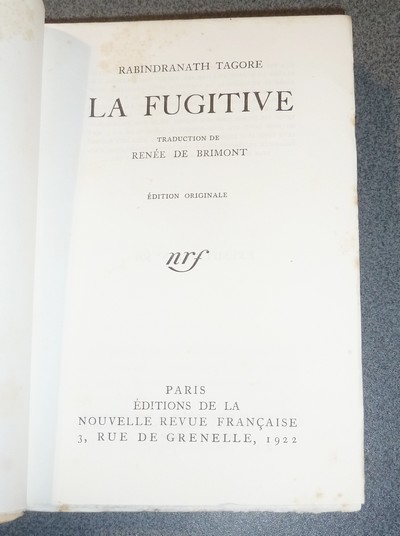 RABINDRANATH TAGORE
LA FUGITIVE
TRADUCTION DE
RENÉE DE BRIMONT
ÉDITION ORIGINALE
nrf
PARIS
ÉDITIONS DE LA
NOUVELLE REVUE FRANÇAISE
3, RUE DE GRENELLE, 1922